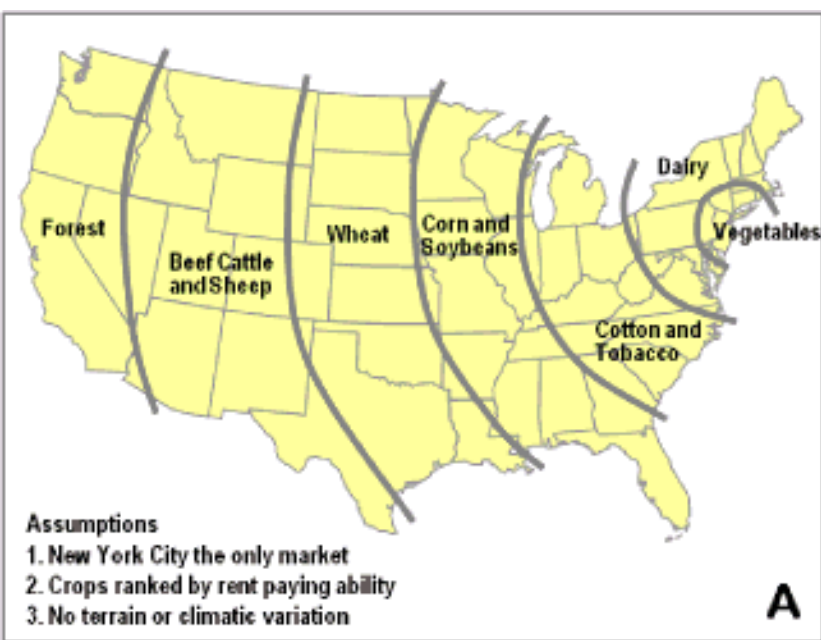 Dairy
Forest
Wheat
Corn and
Soybeans
Vegetables
Beef Cattle
and Sheep
Cotton and
Tobacco
Assumptions
1. New York City the only market
2. Crops ranked by rent paying ability
3. No terrain or climatic variation
A